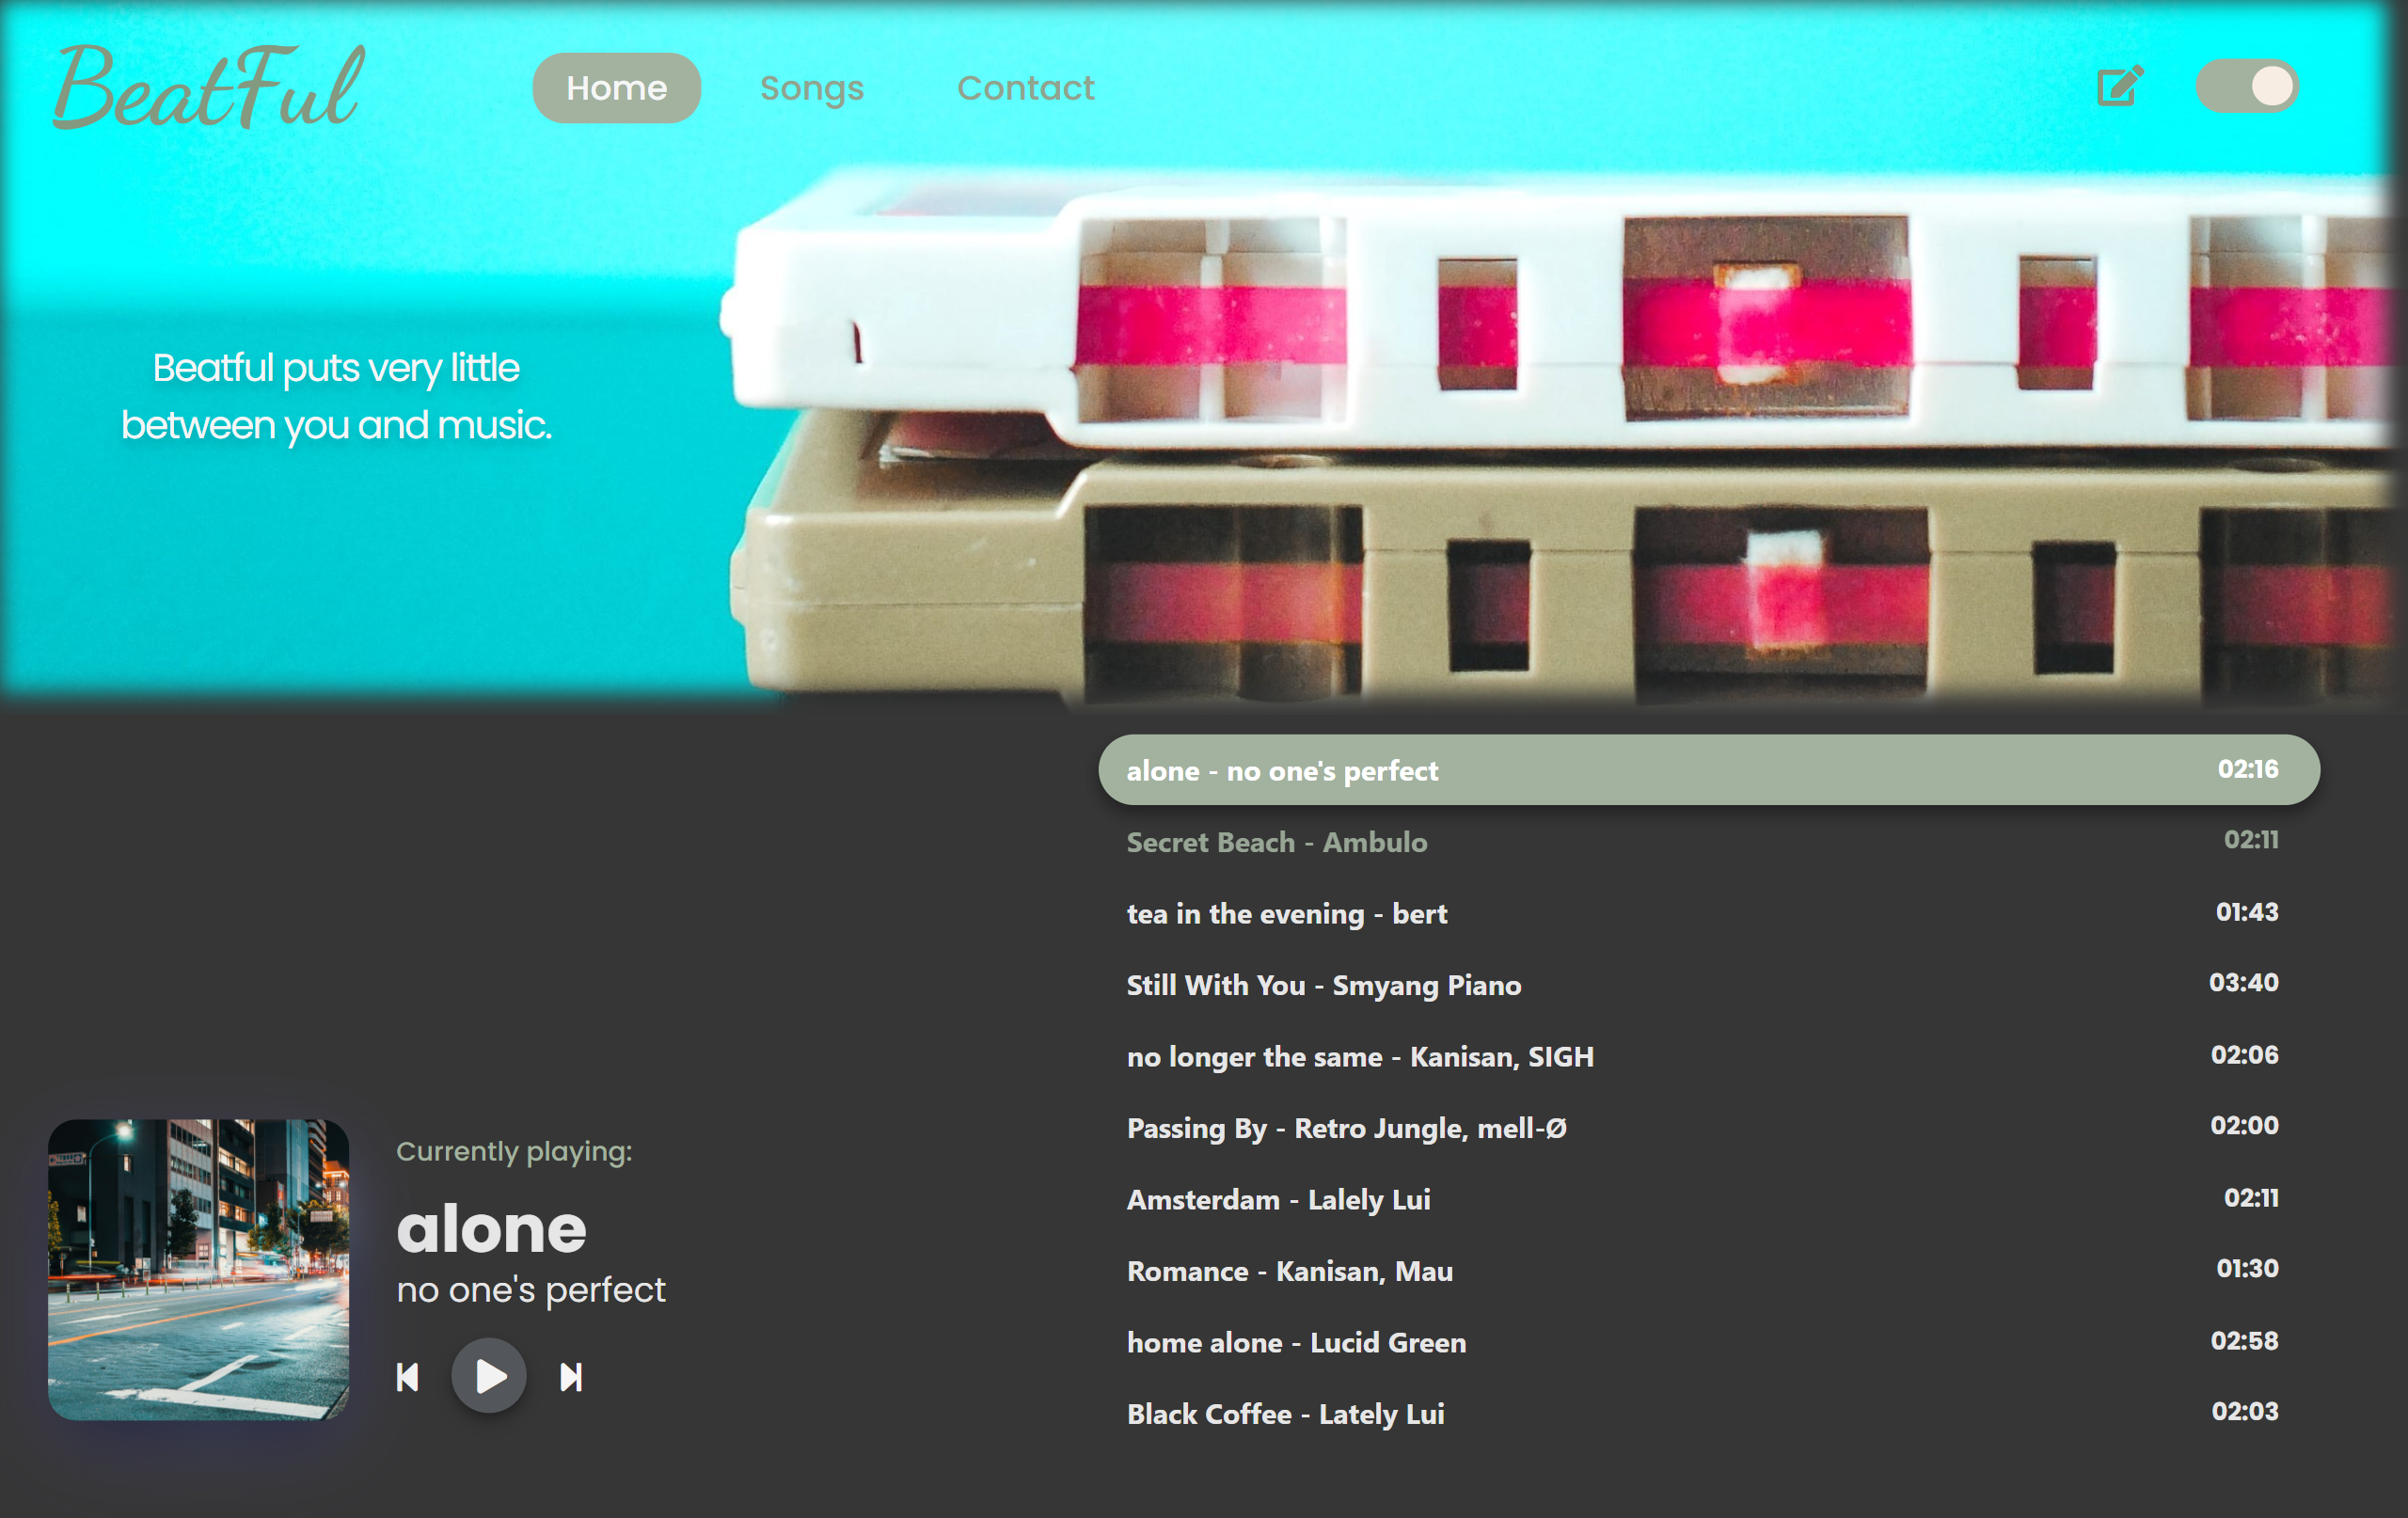 BeatFul
Home Songs Contact
Beatful puts very little
between you and music.
alone - no one's perfect 02:16
Secret Beach - Ambulo 02:11
tea in the evening - bert 01:43
Still With You - Smyang Piano 03:40
no longer the same - Kanisan, SIGH 02:06
Passing By - Retro Jungle, mell-Ø 02:00
Amsterdam - Lalely Lui 02:11
Romance - Kanisan, Mau 01:30
home alone - Lucid Green 02:58
Black Coffee - Lately Lui 02:03
Currently playing:
alone
no one's perfect